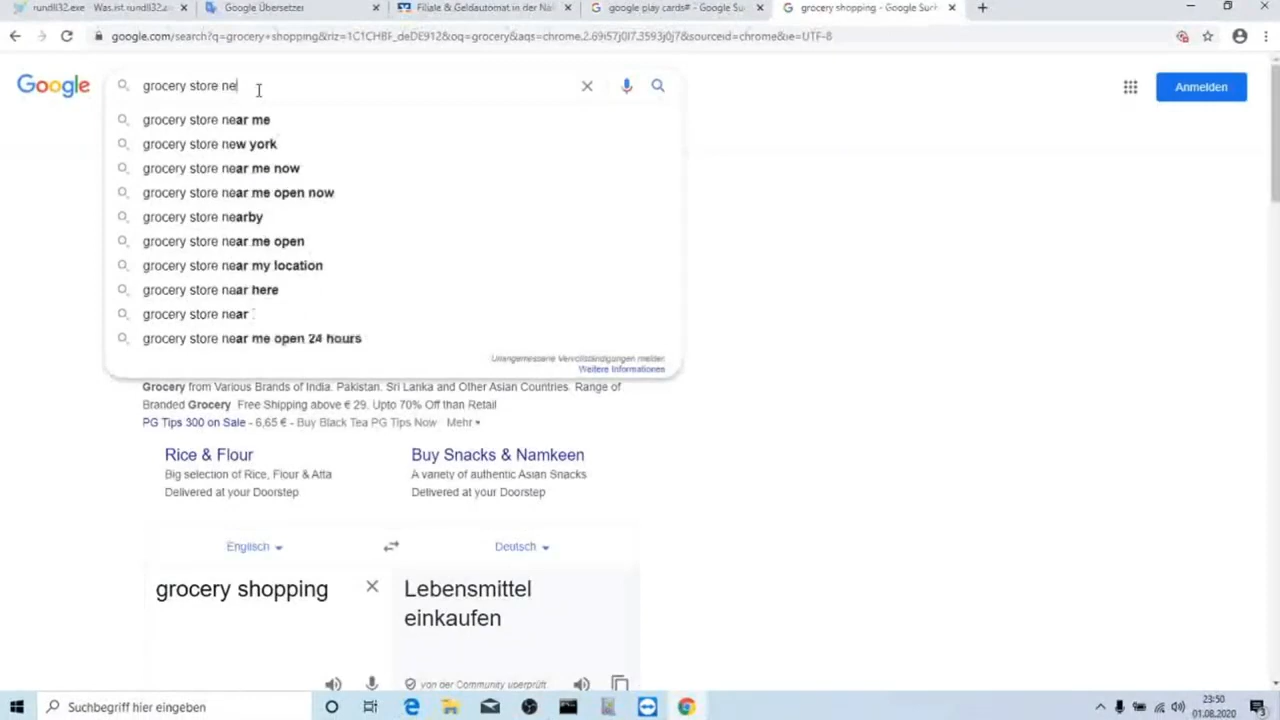 rundll32.exe - Was ist rundll32.e
Google Übersetzer
Filiale & Geldautomat in der Nä
google play cards# - Google Su
grocery shopping - Google Such
google.com/search?q=grocery+shopping&rlz=1C1CHBF_deDE912&oq=grocery&aqs=chrome.2.69i57j0l7.3593j0j7&sourceid=chrome&ie=UTF-8
Google
grocery store ne
Anmelden
grocery store near me
grocery store new york
grocery store near me now
grocery store near me open now
grocery store nearby
grocery store near me open
grocery store near my location
grocery store near here
grocery store near
grocery store near me open 24 hours
Unangemessene Vervollständigungen melden
Weitere Informationen
Grocery from Various Brands of India. Pakistan. Sri Lanka and Other Asian Countries. Range of
Branded Grocery Free Shipping above € 29. Upto 70% Off than Retail
PG Tips 300 on Sale - 6,65 € - Buy Black Tea PG Tips Now Mehr
Rice & Flour
Big selection of Rice, Flour & Atta
Delivered at your Doorstep
Buy Snacks & Namkeen
A variety of authentic Asian Snacks
Delivered at your Doorstep
Englisch
Deutsch
grocery shopping
Lebensmittel
einkaufen
von der Community überprüft
Suchbegriff hier eingeben
23:50
01.08.2020